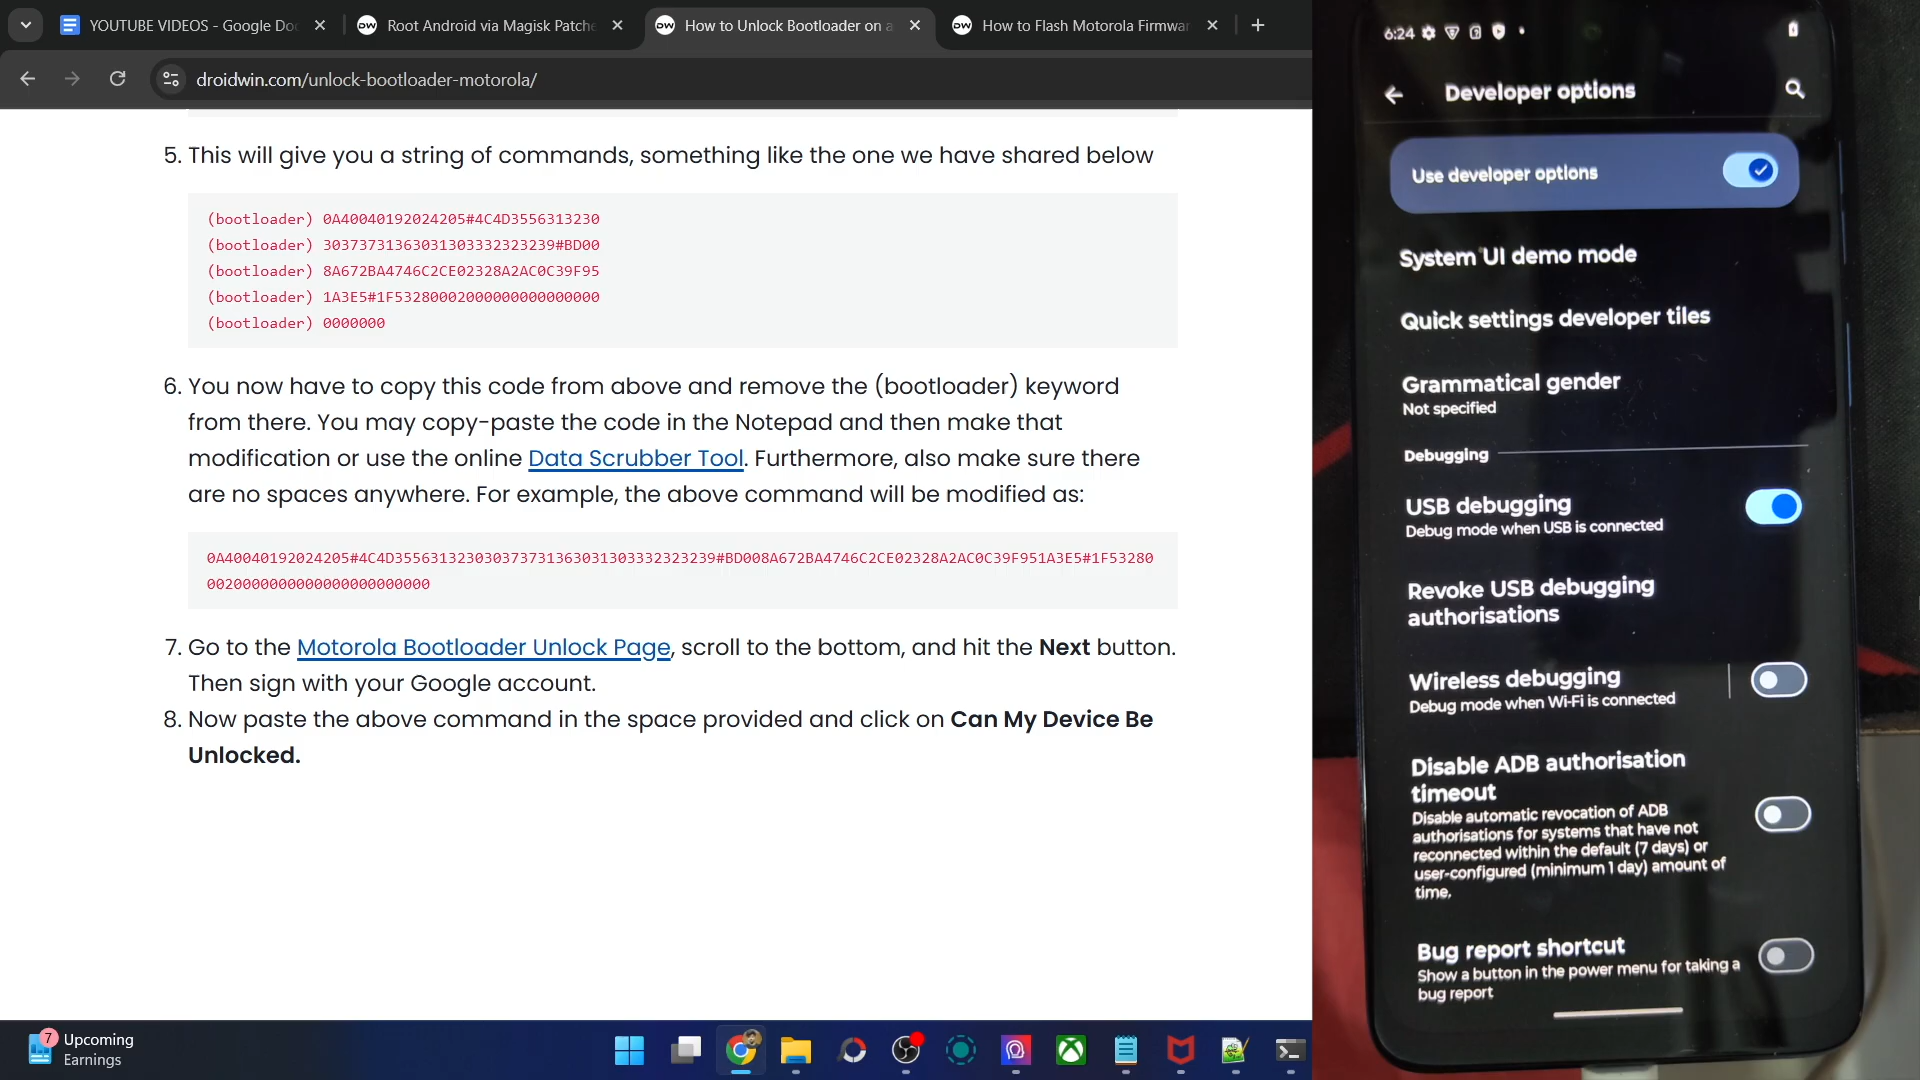 YOUTUBE VIDEOS - Google Doc
Root Android via Magisk Patche
How to Unlock Bootloader on a
How to Flash Motorola Firmwar
droidwin.com/unlock-bootloader-motorola/
5. This will give you a string of commands, something like the one we have shared below
(bootloader) 0A40040192024205#4C4D3556313230
(bootloader) 30373731363031303332323239#BD00
(bootloader) 8A672BA4746C2CE02328A2AC0C39F95
(bootloader) 1A3E5#1F53280002000000000000000
(bootloader) 0000000
6. You now have to copy this code from above and remove the (bootloader) keyword
from there. You may copy-paste the code in the Notepad and then make that
modification or use the online Data Scrubber Tool. Furthermore, also make sure there
are no spaces anywhere. For example, the above command will be modified as:
0A40040192024205#4C4D355631323030373731363031303332323239#BD008A672BA4746C2CE02328A2AC0C39F951A3E5#1F53280
0020000000000000000000000
7. Go to the Motorola Bootloader Unlock Page, scroll to the bottom, and hit the Next button.
Then sign with your Google account.
8. Now paste the above command in the space provided and click on Can My Device Be
Unlocked.
7
Upcoming
Earnings
6:24
Developer options
Use developer options
System UI demo mode
Quick settings developer tiles
Grammatical gender
Not specified
Debugging
USB debugging
Debug mode when USB is connected
Revoke USB debugging
authorisations
Wireless debugging
Debug mode when Wi-Fi is connected
Disable ADB authorisation
timeout
Disable automatic revocation of ADB
authorisations for systems that have not
reconnected within the default (7 days) or
user-configured (minimum 1 day) amount of
time.
Bug report shortcut
Show a button in the power menu for taking a
bug report